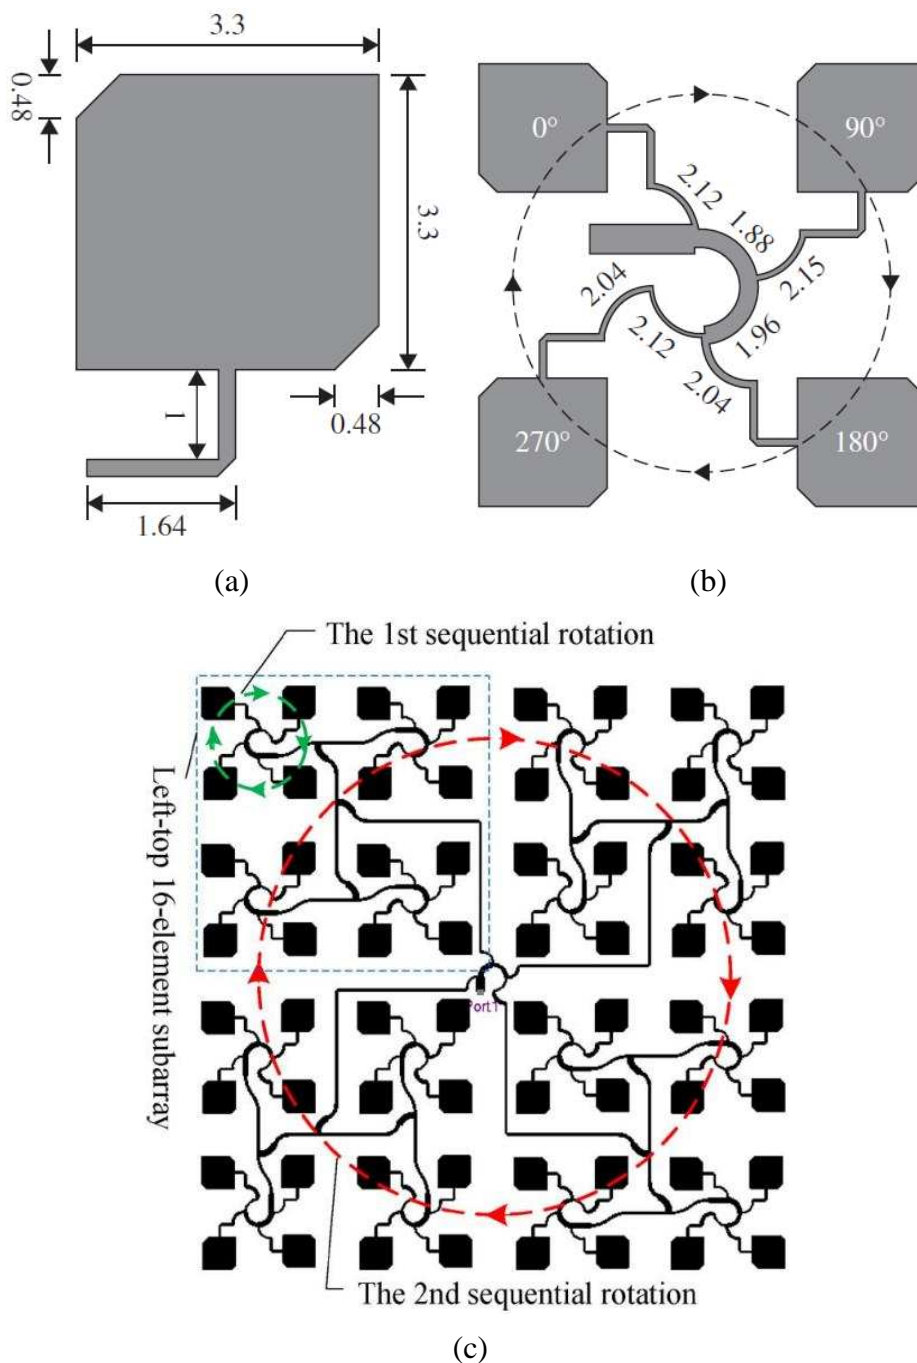 3.3
0.48
3.3
1
0.48
1.64
(a)
0°
90°
2.12
1.88
2.15
2.04
2.12
1.96
2.04
270°
180°
(b)
The 1st sequential rotation
Left-top 16-element subarray
Port1
The 2nd sequential rotation
(c)